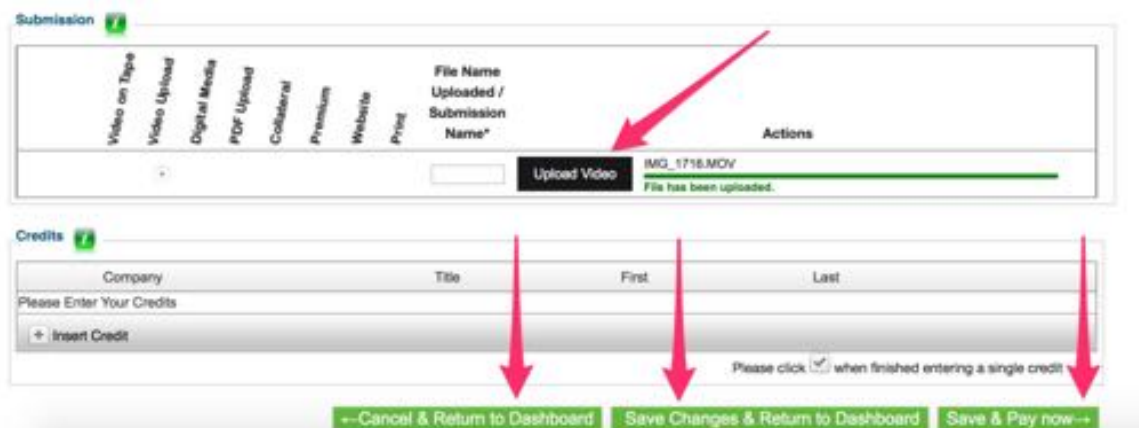 Submission
Video on Tape
Video Upload
Digital Media
PDF Upload
Collateral
Premium
Website
Print
File Name
Uploaded /
Submission
Name*
Actions
Upload Video
IMG_1716.MOV
File has been uploaded.
Credits
Company Title First Last
Please Enter Your Credits
+ Insert Credit
Please click when finished entering a single credit
←Cancel & Return to Dashboard Save Changes & Return to Dashboard Save & Pay now→